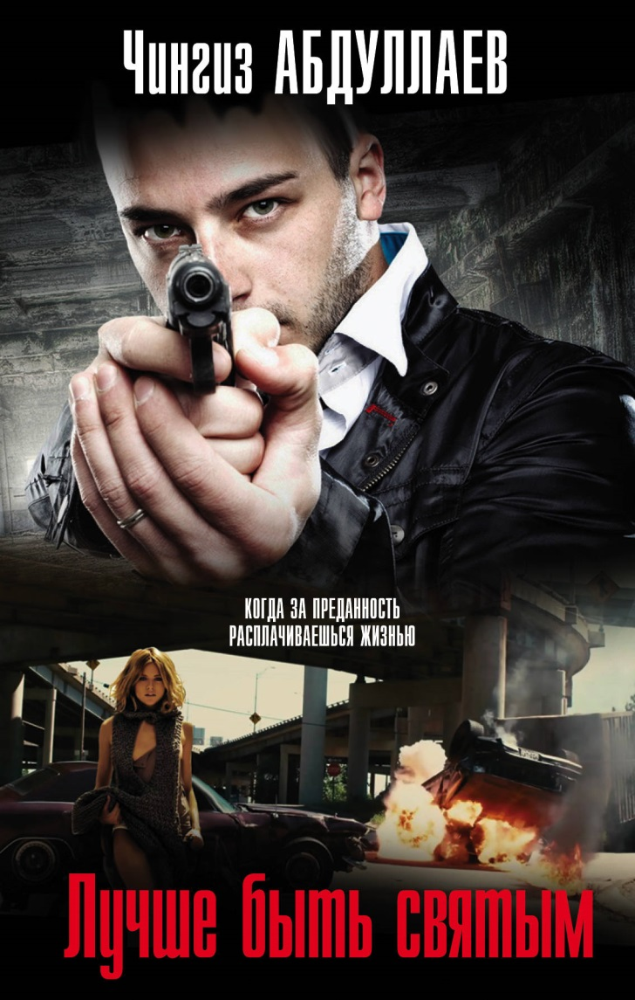 Чингиз АБДУЛЛАЕВ
КОГДА ЗА ПРЕДАННОСТЬ
РАСПЛАЧИВАЕШЬСЯ ЖИЗНЬЮ
Лучше быть святым